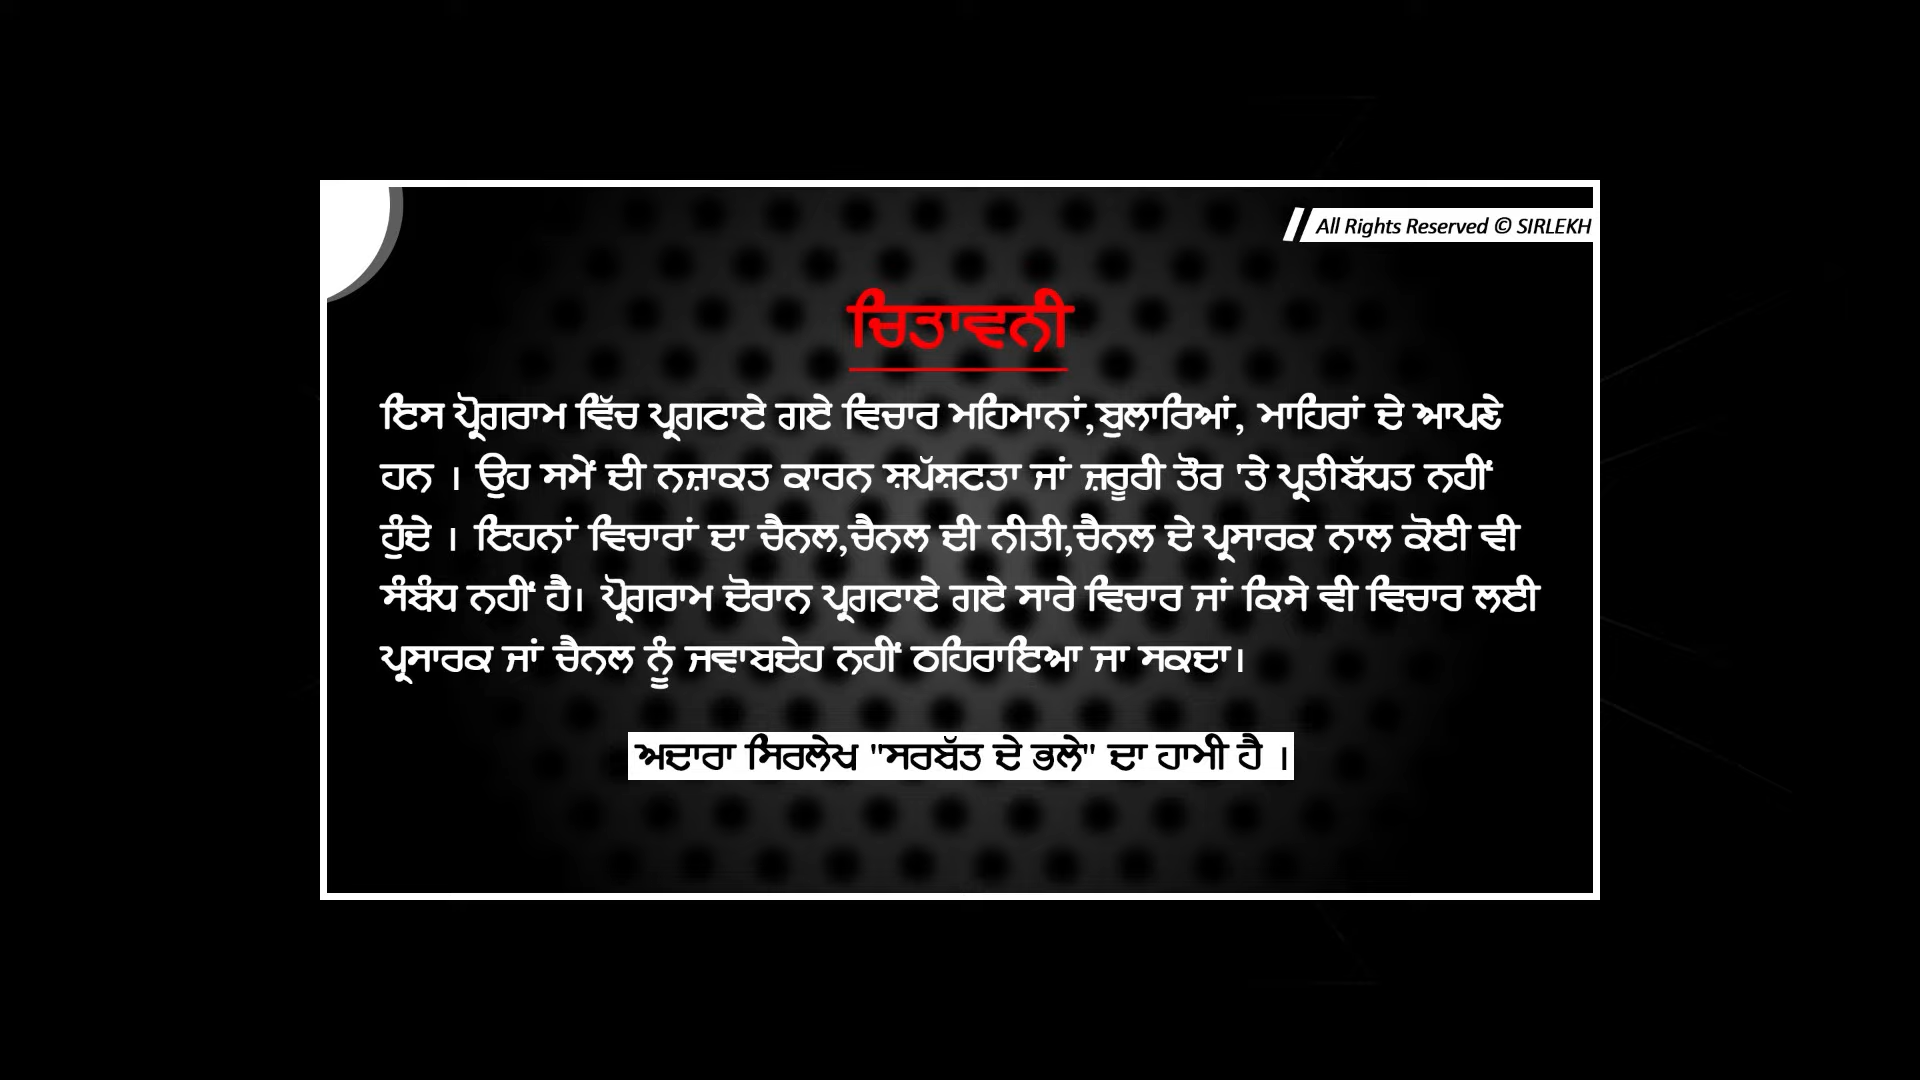 All Rights Reserved © SIRLEKH
ਚਿਤਾਵਨੀ
ਇਸ ਪ੍ਰੋਗਰਾਮ ਵਿੱਚ ਪ੍ਰਗਟਾਏ ਗਏ ਵਿਚਾਰ ਮਹਿਮਾਨਾਂ,ਬੁਲਾਰਿਆਂ, ਮਾਹਿਰਾਂ ਦੇ ਆਪਣੇ
ਹਨ । ਉਹ ਸਮੇਂ ਦੀ ਨਜ਼ਾਕਤ ਕਾਰਨ ਸ਼ਪੱਸ਼ਟਤਾ ਜਾਂ ਜ਼ਰੂਰੀ ਤੌਰ 'ਤੇ ਪ੍ਰਤੀਬੱਧਤ ਨਹੀਂ
ਹੁੰਦੇ । ਇਹਨਾਂ ਵਿਚਾਰਾਂ ਦਾ ਚੈਨਲ,ਚੈਨਲ ਦੀ ਨੀਤੀ,ਚੈਨਲ ਦੇ ਪ੍ਰਸਾਰਕ ਨਾਲ ਕੋਈ ਵੀ
ਸੰਬੰਧ ਨਹੀਂ ਹੈ। ਪ੍ਰੋਗਰਾਮ ਦੋਰਾਨ ਪ੍ਰਗਟਾਏ ਗਏ ਸਾਰੇ ਵਿਚਾਰ ਜਾਂ ਕਿਸੇ ਵੀ ਵਿਚਾਰ ਲਈ
ਪ੍ਰਸਾਰਕ ਜਾਂ ਚੈਨਲ ਨੂੰ ਜਵਾਬਦੇਹ ਨਹੀਂ ਠਹਿਰਾਇਆ ਜਾ ਸਕਦਾ।
ਅਦਾਰਾ ਸਿਰਲੇਖ "ਸਰਬੱਤ ਦੇ ਭਲੇ" ਦਾ ਹਾਮੀ ਹੈ ।